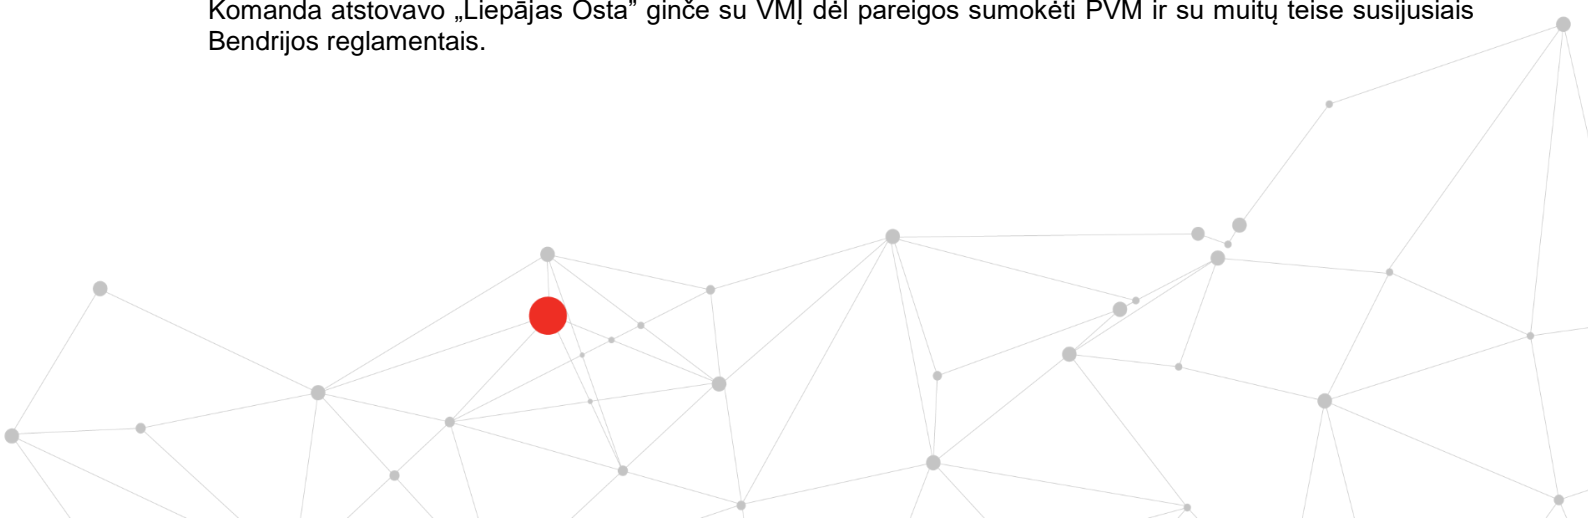 Komanda atstovavo „Liepājas Osta” ginče su VMĮ dėl pareigos sumokėti PVM ir su muitų teise susijusiais
Bendrijos reglamentais.